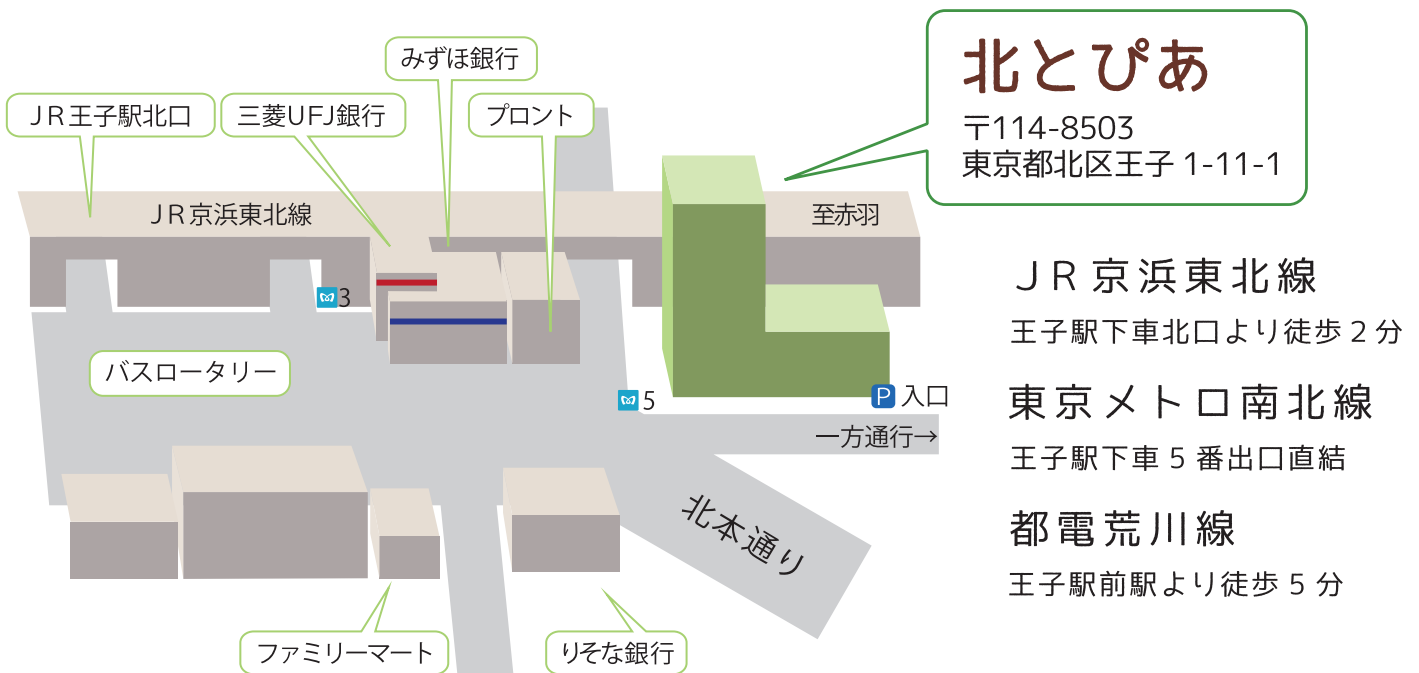 みずほ銀行
JR王子駅北口
三菱UFJ銀行
プロント
北とぴあ
〒114-8503
東京都北区王子 1-11-1
JR京浜東北線
至赤羽
3
バスロータリー
5
P 入口
一方通行→
北本通り
ファミリーマート
りそな銀行
JR京浜東北線
王子駅下車北口より徒歩2分
東京メトロ南北線
王子駅下車5番出口直結
都電荒川線
王子駅前駅より徒歩5分